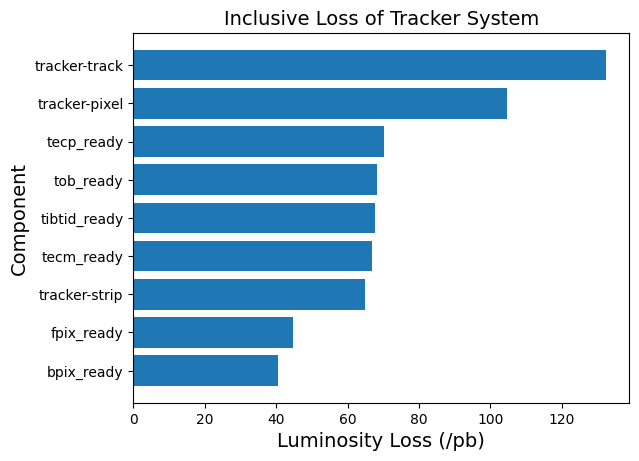 Inclusive Loss of Tracker System
Component
tracker-track
tracker-pixel
tecp_ready
tob_ready
tibtid_ready
tecm_ready
tracker-strip
fpix_ready
bpix_ready
0 20 40 60 80 100 120
Luminosity Loss (/pb)